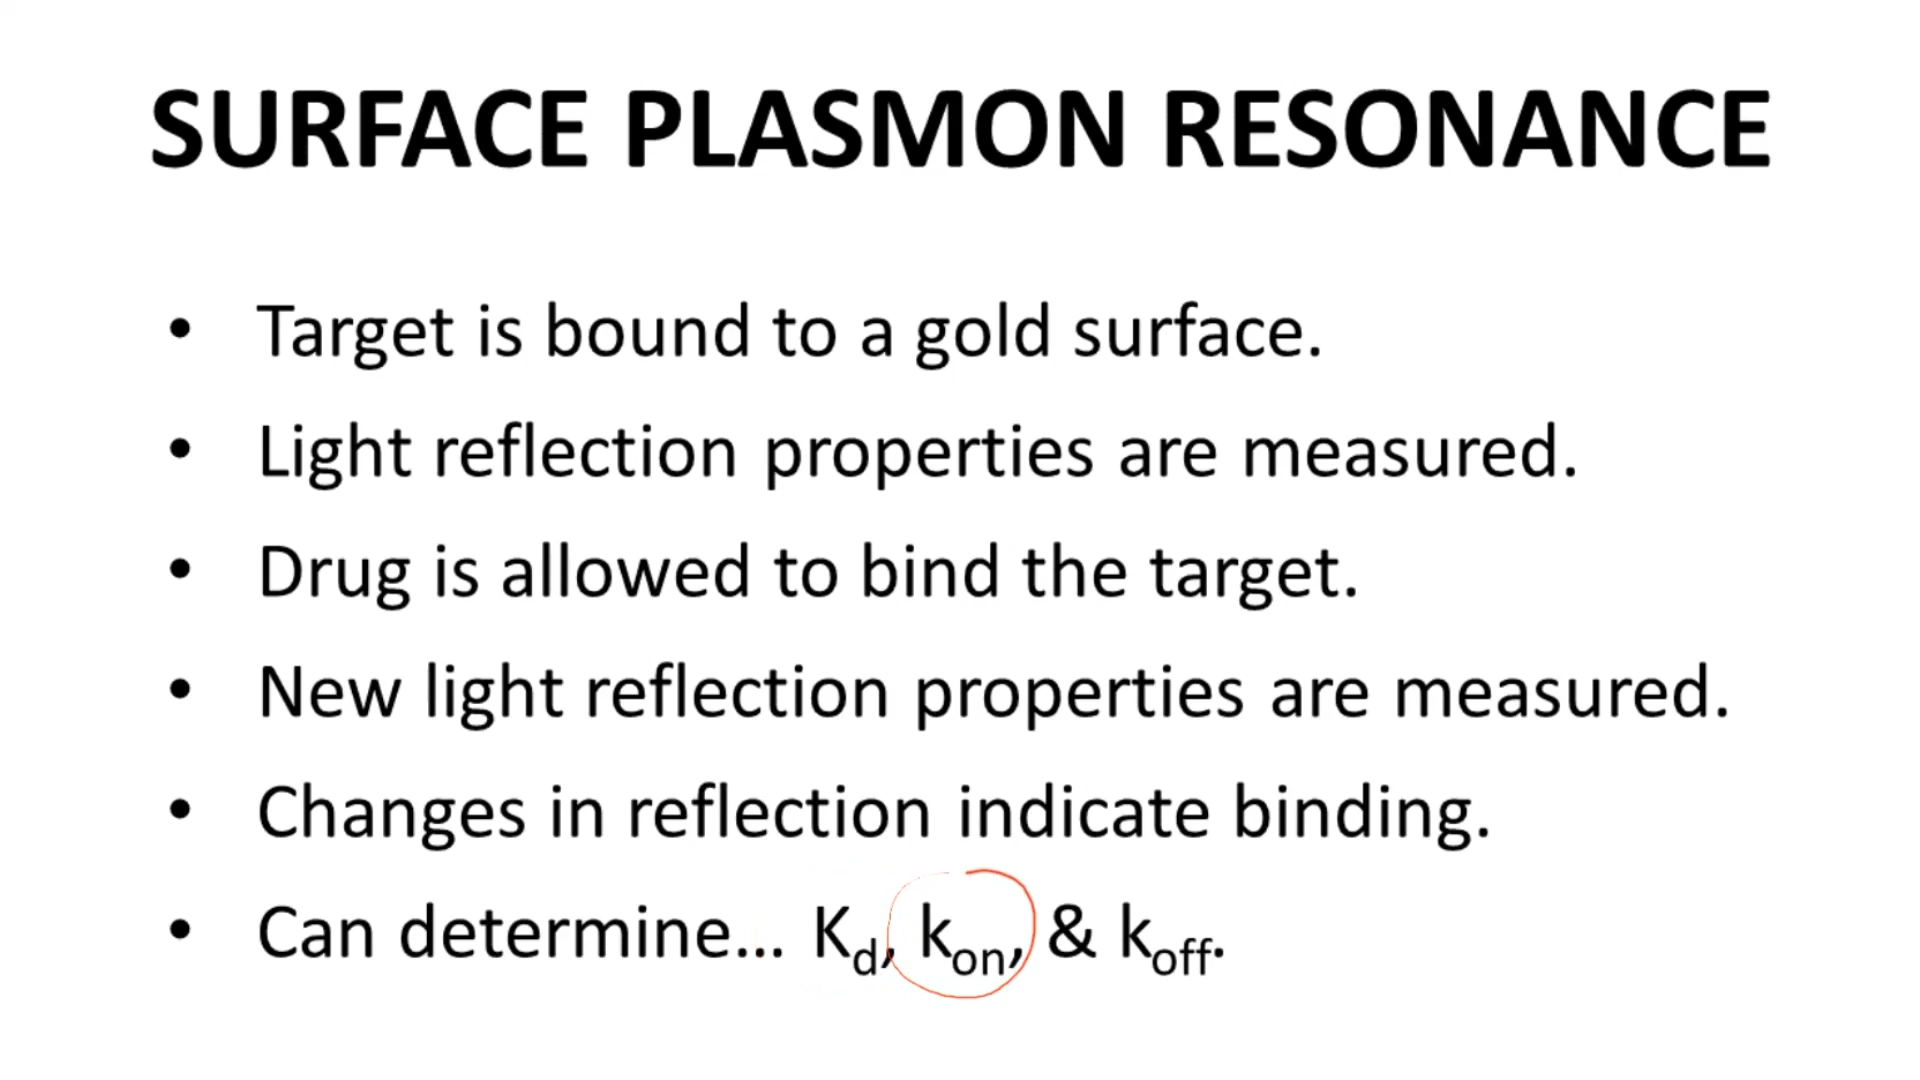 SURFACE PLASMON RESONANCE
• Target is bound to a gold surface.
• Light reflection properties are measured.
• Drug is allowed to bind the target.
• New light reflection properties are measured.
• Changes in reflection indicate binding.
• Can determine... Kd, kon, & koff.